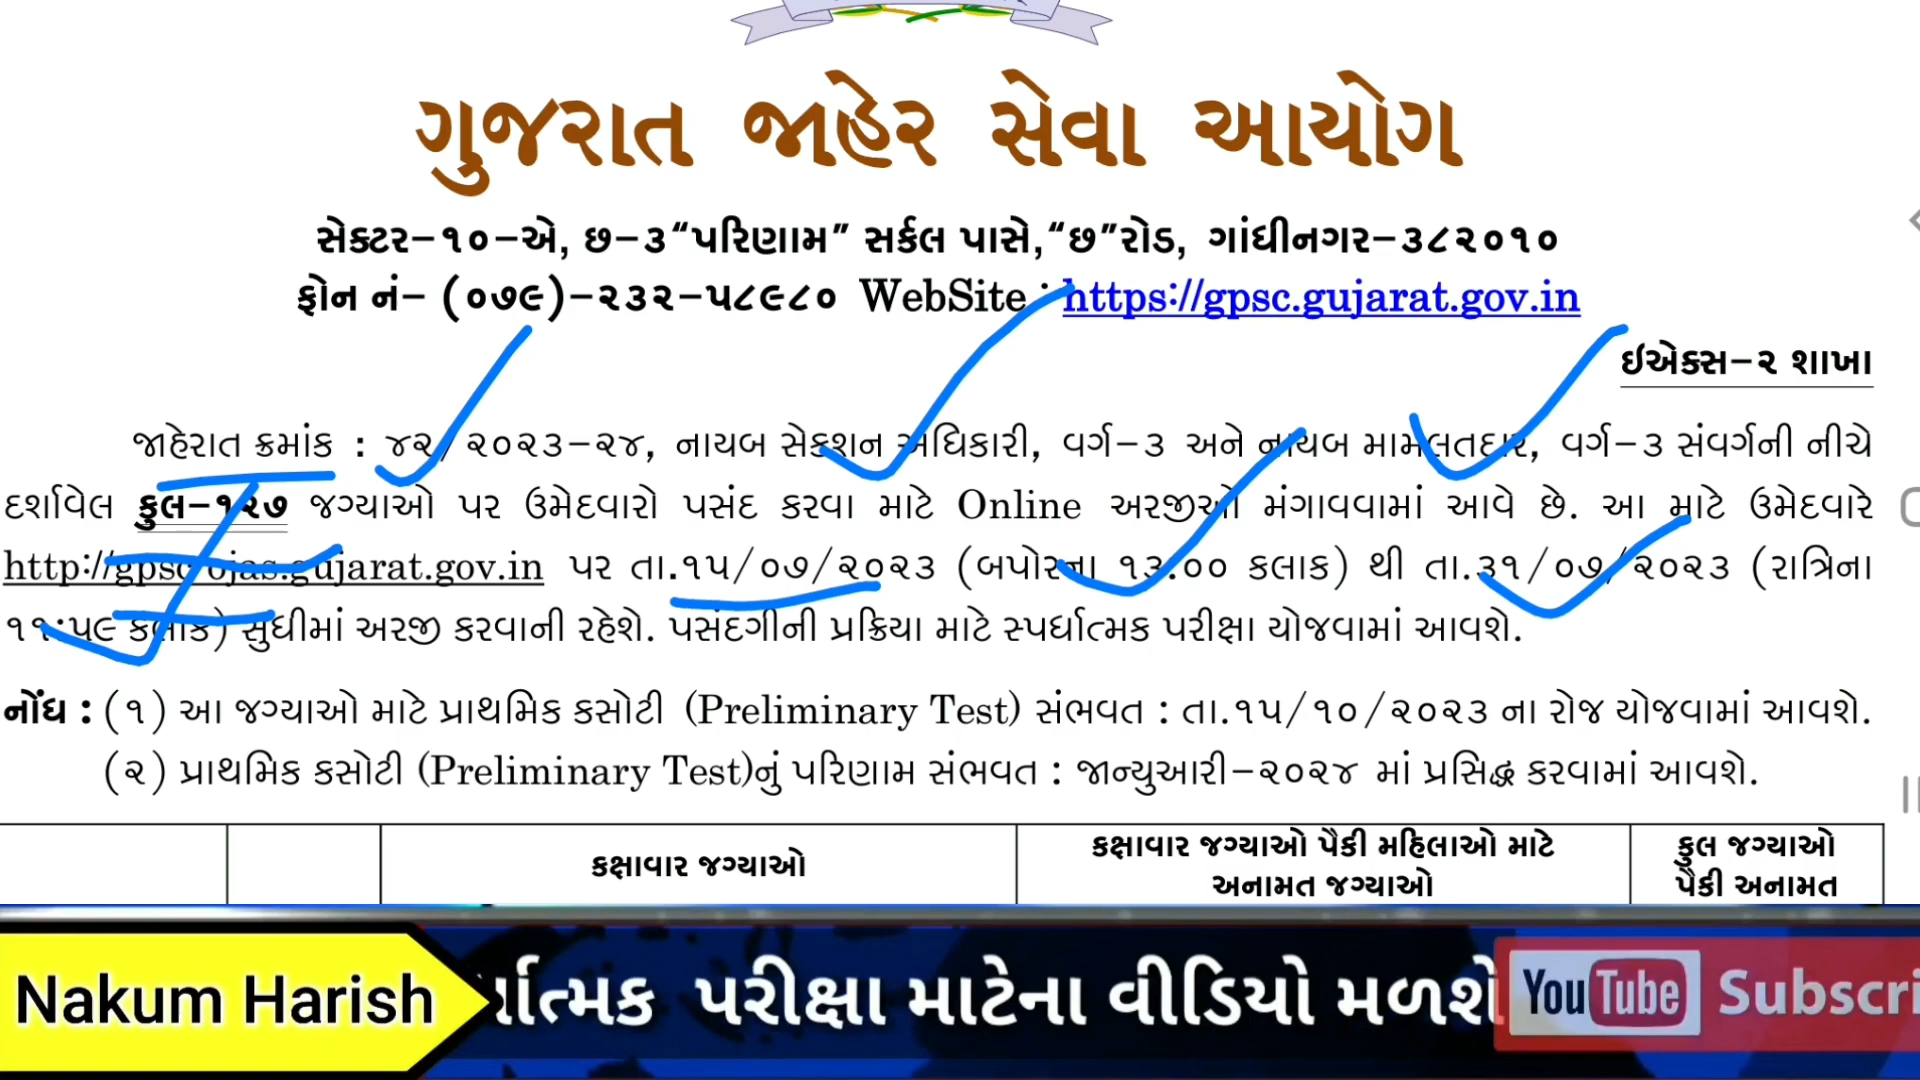 ગુજરાત જાહેર સેવા આયોગ
સેક્ટર–૧૦–એ, છ–૩“પરિણામ” સર્કલ પાસે,“છ”રોડ, ગાંધીનગર–૩૮૨૦૧૦
ફોન નં– (૦૭૯)–૨૩૨–૫૮૯૮૦ WebSite : https://gpsc.gujarat.gov.in
ઈએક્સ–૨ શાખા
જાહેરાત ક્રમાંક : ૪૨/૨૦૨૩–૨૪, નાયબ સેક્શન અધિકારી, વર્ગ–૩ અને નાયબ મામલતદાર, વર્ગ–૩ સંવર્ગની નીચે
દર્શાવેલ કુલ–૧૨૭ જગ્યાઓ પર ઉમેદવારો પસંદ કરવા માટે Online અરજીઓ મંગાવવામાં આવે છે. આ માટે ઉમેદવારે
http://gpsc-ojas.gujarat.gov.in પર તા.૧૫/૦૭/૨૦૨૩ (બપોરના ૧૩:૦૦ કલાક) થી તા.૩૧/૦૭/૨૦૨૩ (રાત્રિના
૧૧:૫૯ કલાક) સુધીમાં અરજી કરવાની રહેશે. પસંદગીની પ્રક્રિયા માટે સ્પર્ધાત્મક પરીક્ષા યોજવામાં આવશે.
નોંધ : (૧) આ જગ્યાઓ માટે પ્રાથમિક કસોટી (Preliminary Test) સંભવત : તા.૧૫/૧૦/૨૦૨૩ ના રોજ યોજવામાં આવશે.
(૨) પ્રાથમિક કસોટી (Preliminary Test)નું પરિણામ સંભવત : જાન્યુઆરી–૨૦૨૪ માં પ્રસિદ્ધ કરવામાં આવશે.
કક્ષાવાર જગ્યાઓ
કક્ષાવાર જગ્યાઓ પૈકી મહિલાઓ માટે
અનામત જગ્યાઓ
કુલ જગ્યાઓ
પૈકી અનામત
Nakum Harish
ર્ધાત્મક પરીક્ષા માટેના વીડિયો મળશે
YouTube Subscri